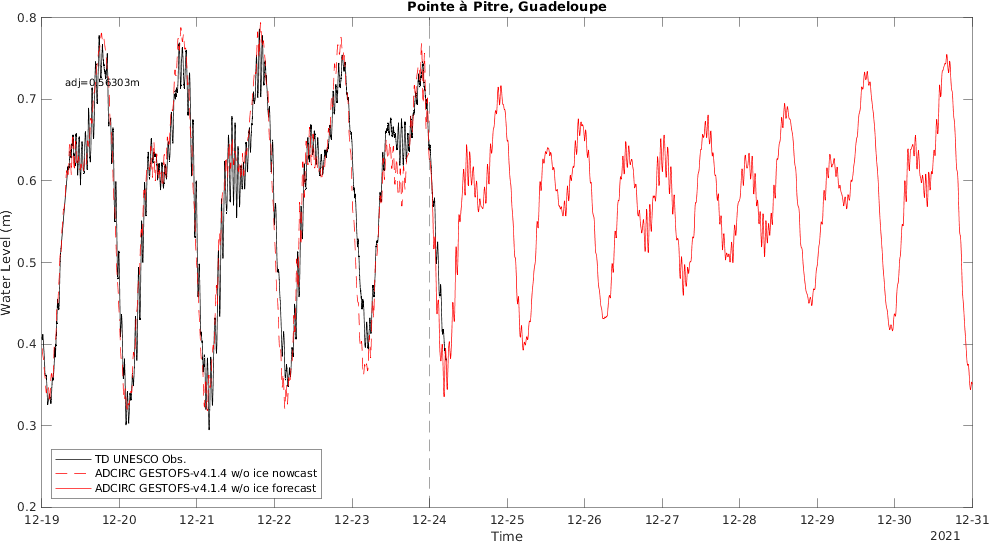 Pointe à Pitre, Guadeloupe
0.8
0.7
0.6
0.5
0.4
0.3
0.2
Water Level (m)
adj=0.56303m
TD UNESCO Obs.
ADCIRC GESTOFS-v4.1.4 w/o ice nowcast
ADCIRC GESTOFS-v4.1.4 w/o ice forecast
12-19 12-20 12-21 12-22 12-23 12-24 12-25 12-26 12-27 12-28 12-29 12-30 12-31
Time
2021